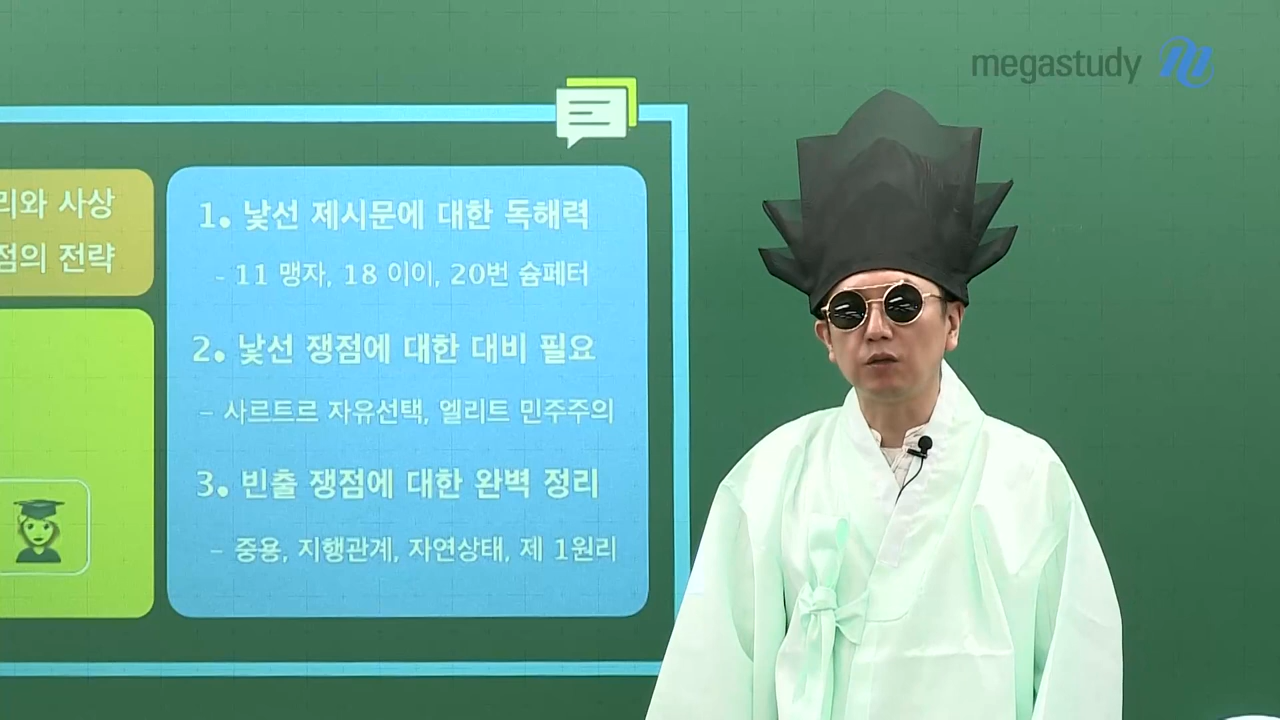 megastudy
리와 사상
점의 전략
1. 낯선 제시문에 대한 독해력
- 11 맹자, 18 이이, 20번 슘페터
2. 낯선 쟁점에 대한 대비 필요
- 사르트르 자유선택, 엘리트 민주주의
3. 빈출 쟁점에 대한 완벽 정리
- 중용, 지행관계, 자연상태, 제 1원리